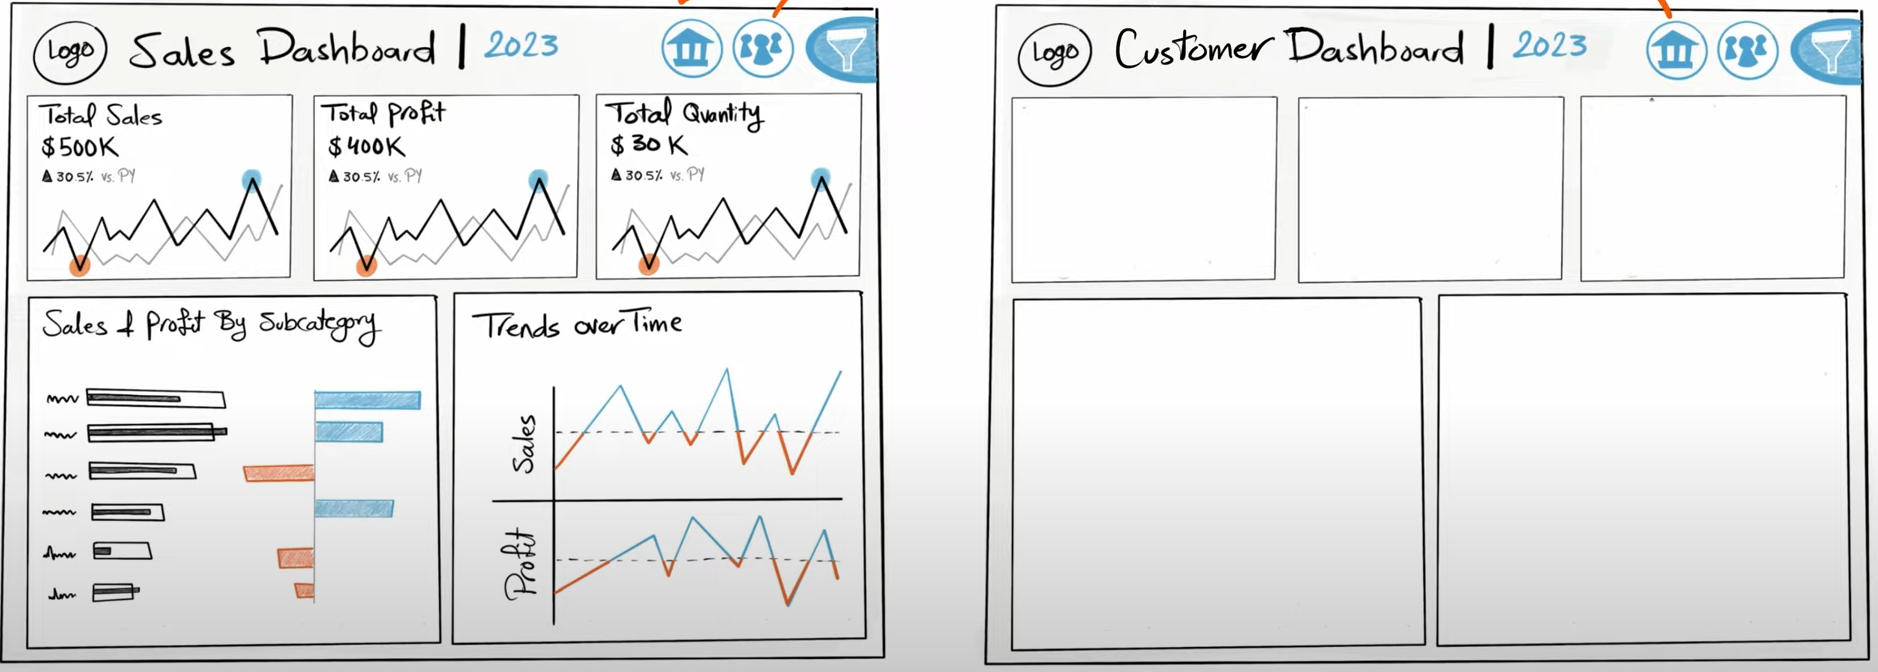 Logo Sales Dashboard | 2023
Total Sales
$500K
▲ 30.5% vs. PY
Total Profit
$400K
▲ 30.5% vs. PY
Total Quantity
$30K
▲ 30.5% vs. PY
Sales & Profit By Subcategory
Trends over Time
Sales
Profit
Logo Customer Dashboard | 2023